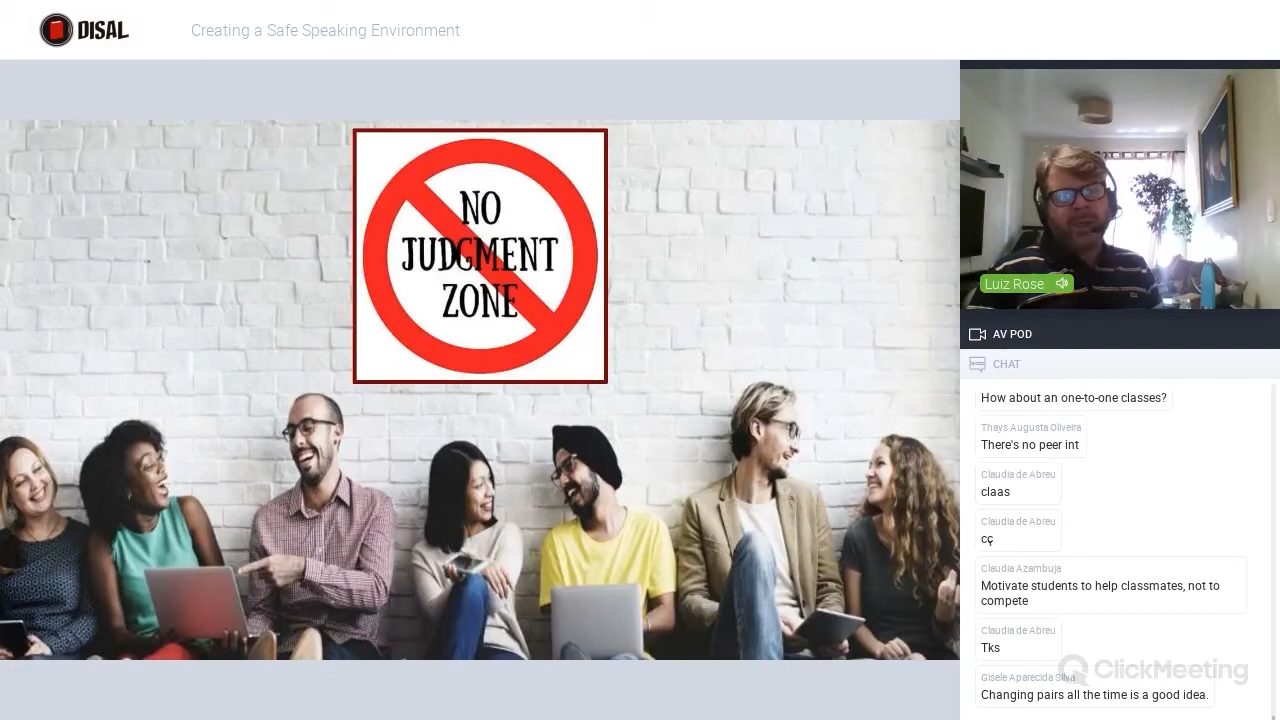 DISAL
Creating a Safe Speaking Environment
NO
JUDGMENT
ZONE
Luiz Rose
AV POD
CHAT
How about an one-to-one classes?
Thays Augusta Oliveira
There's no peer int
Claudia de Abreu
claas
Claudia de Abreu
cç
Claudia Azambuja
Motivate students to help classmates, not to
compete
Claudia de Abreu
Tks
ClickMeeting
Gisele Aparecida Silva
Changing pairs all the time is a good idea.